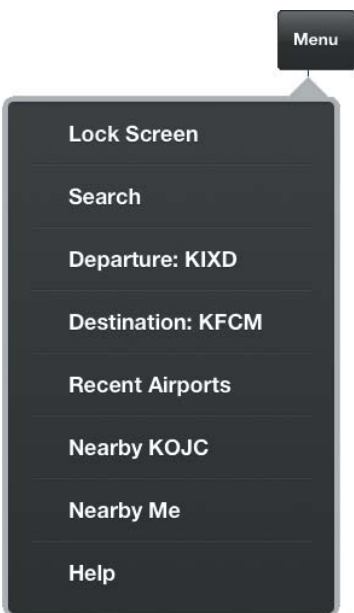 Menu
Lock Screen
Search
Departure: KIXD
Destination: KFCM
Recent Airports
Nearby KOJC
Nearby Me
Help